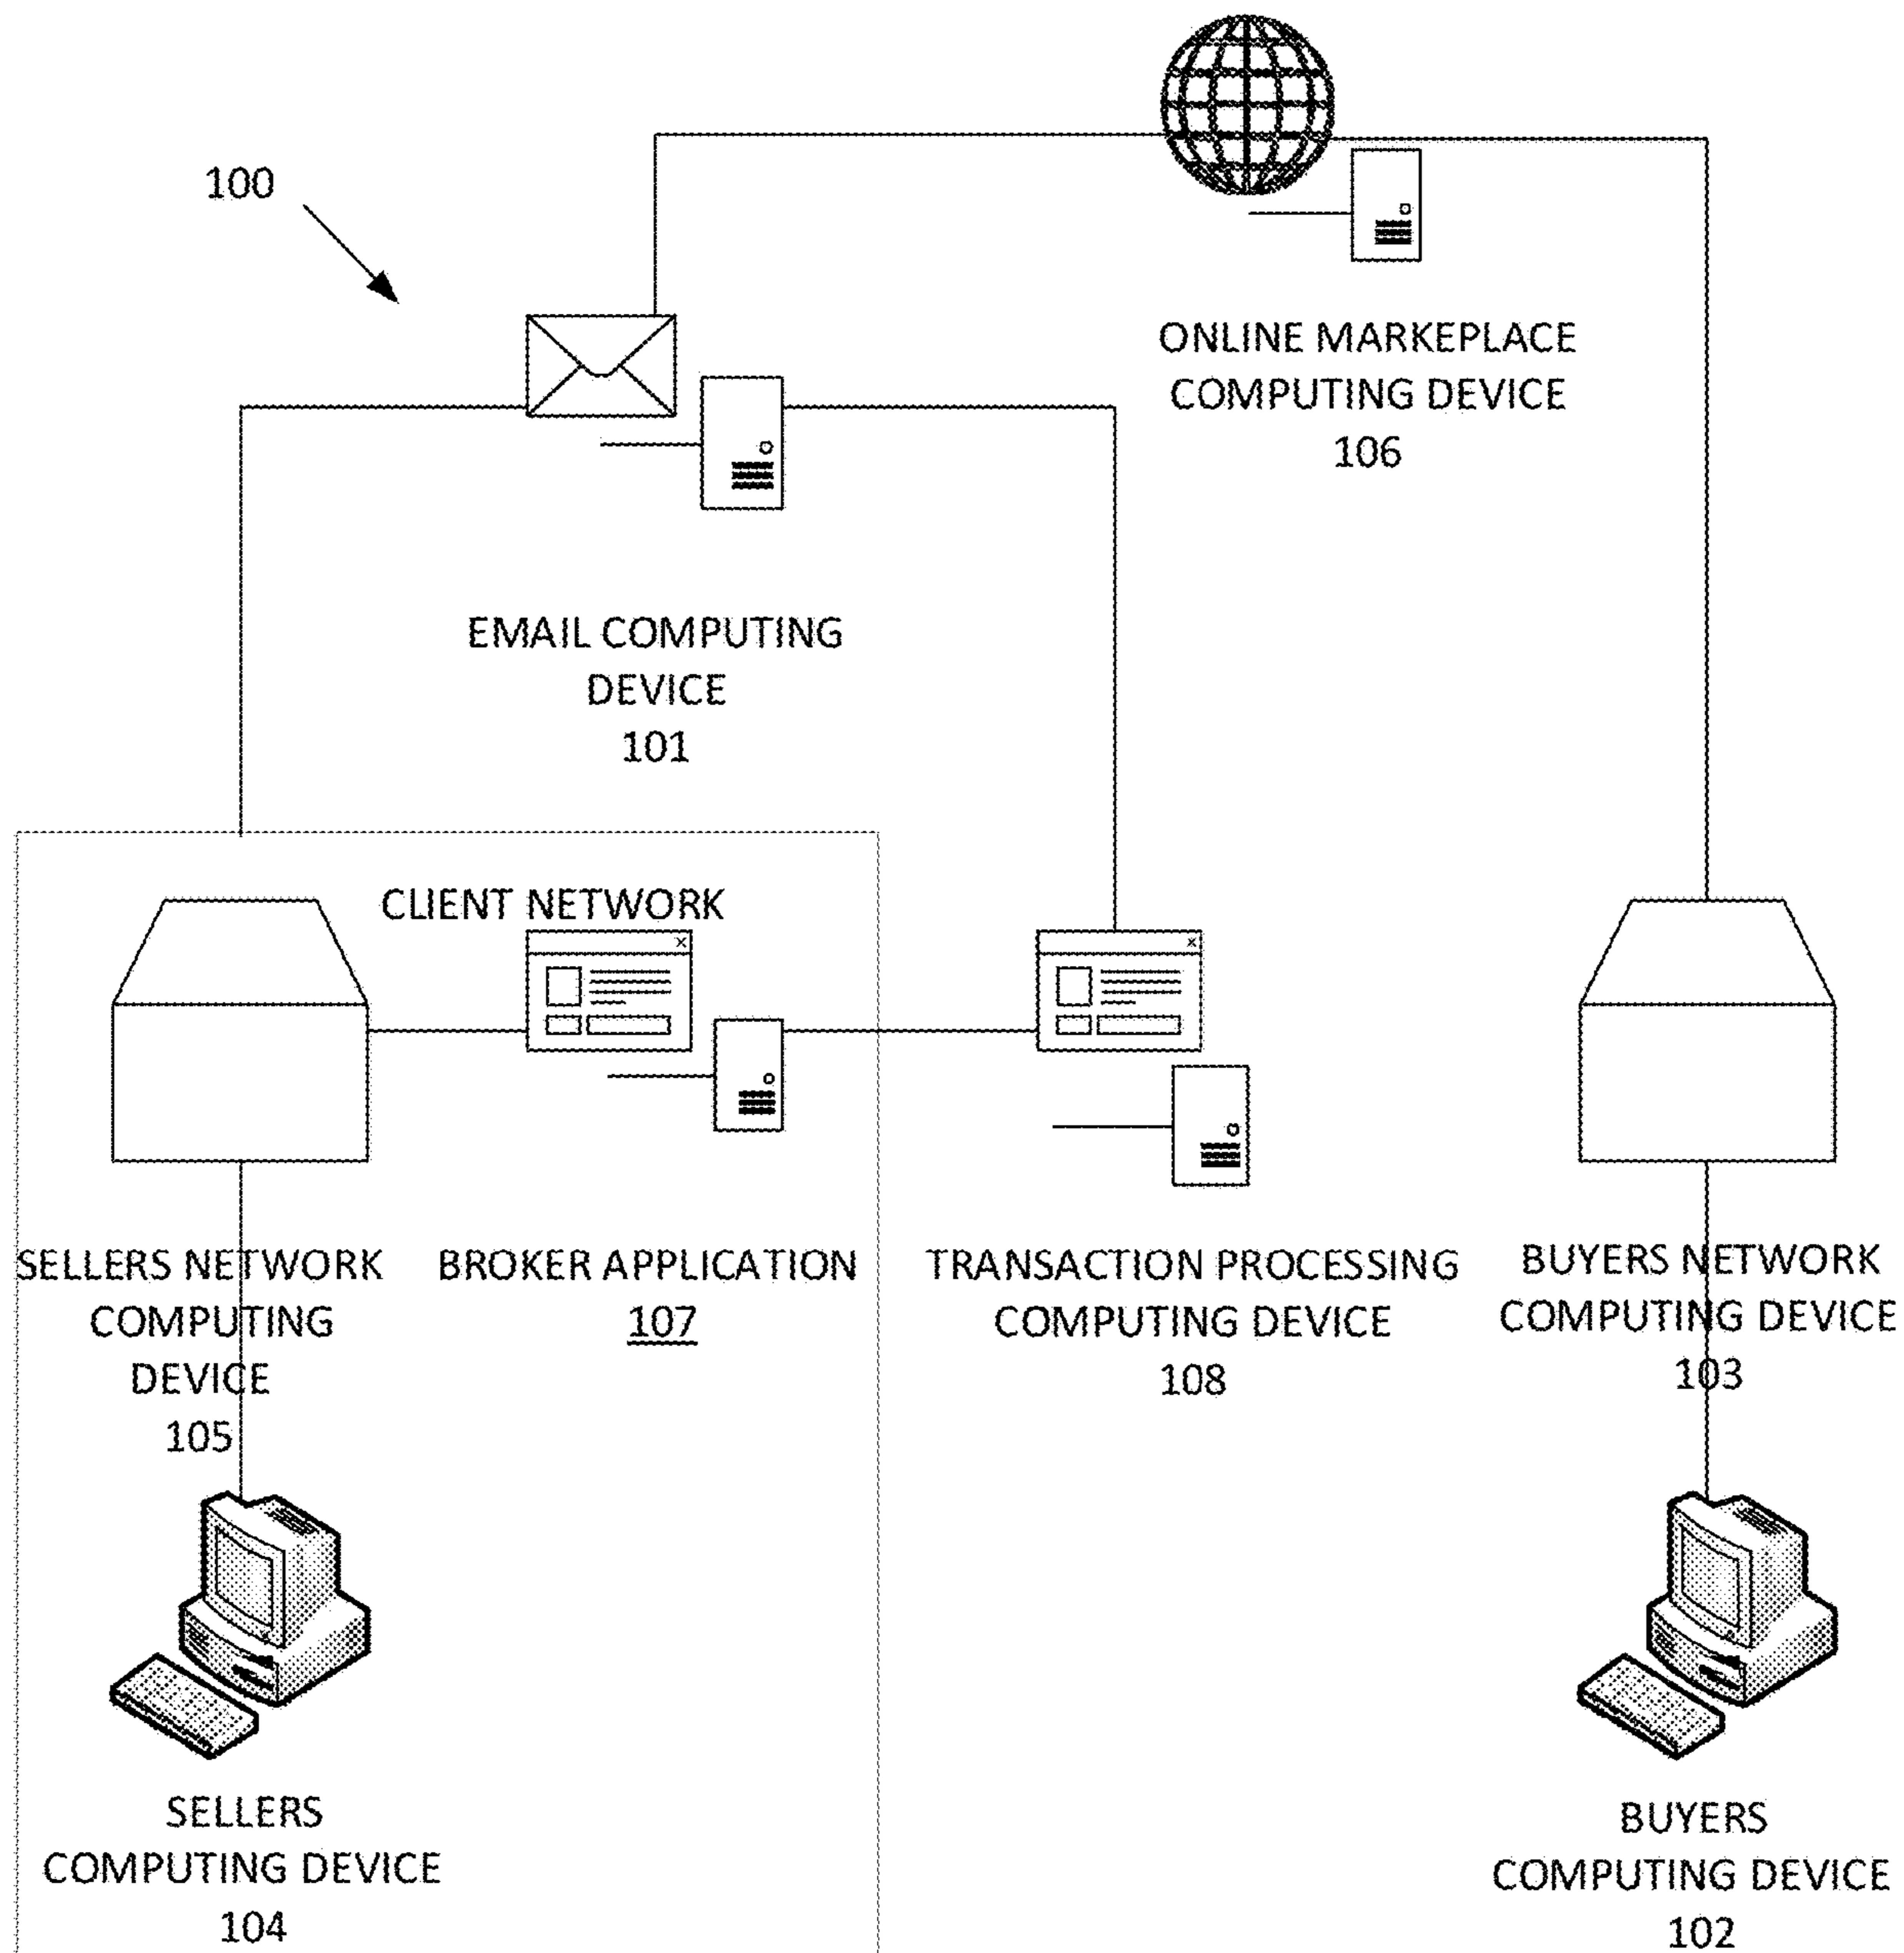 100
ONLINE MARKEPLACE
COMPUTING DEVICE
106
EMAIL COMPUTING
DEVICE
101
CLIENT NETWORK
SELLERS NETWORK
COMPUTING
DEVICE
105
BROKER APPLICATION
107
TRANSACTION PROCESSING
COMPUTING DEVICE
108
BUYERS NETWORK
COMPUTING DEVICE
103
SELLERS
COMPUTING DEVICE
104
BUYERS
COMPUTING DEVICE
102